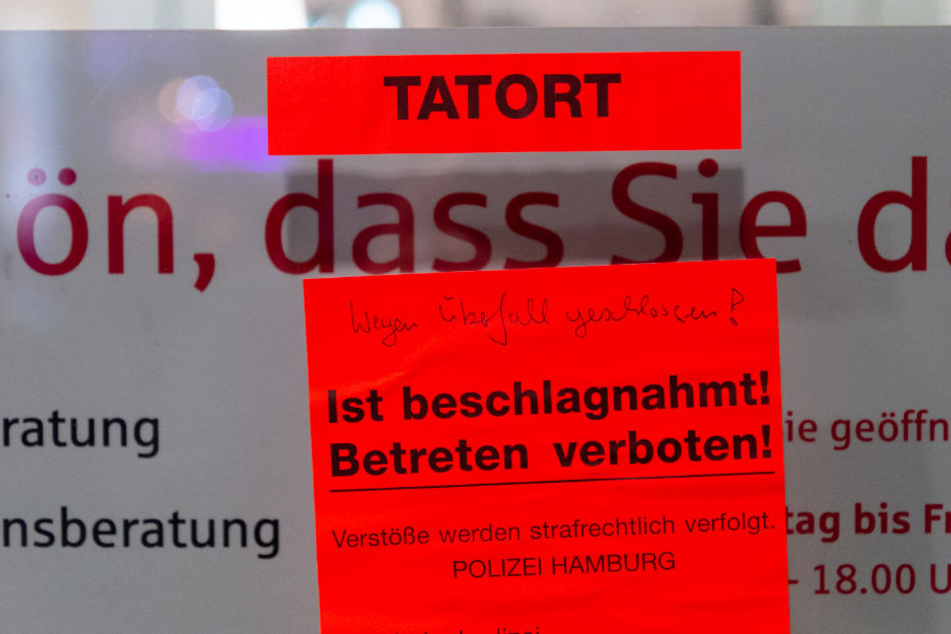 TATORT
ön, dass Sie da
Wegen Überfall geschlossen!
Ist beschlagnahmt!
Betreten verboten!
ratung
ie geöffn
Verstöße werden strafrechtlich verfolgt.
nsberatung
tag bis Fr
POLIZEI HAMBURG
- 18.00 U